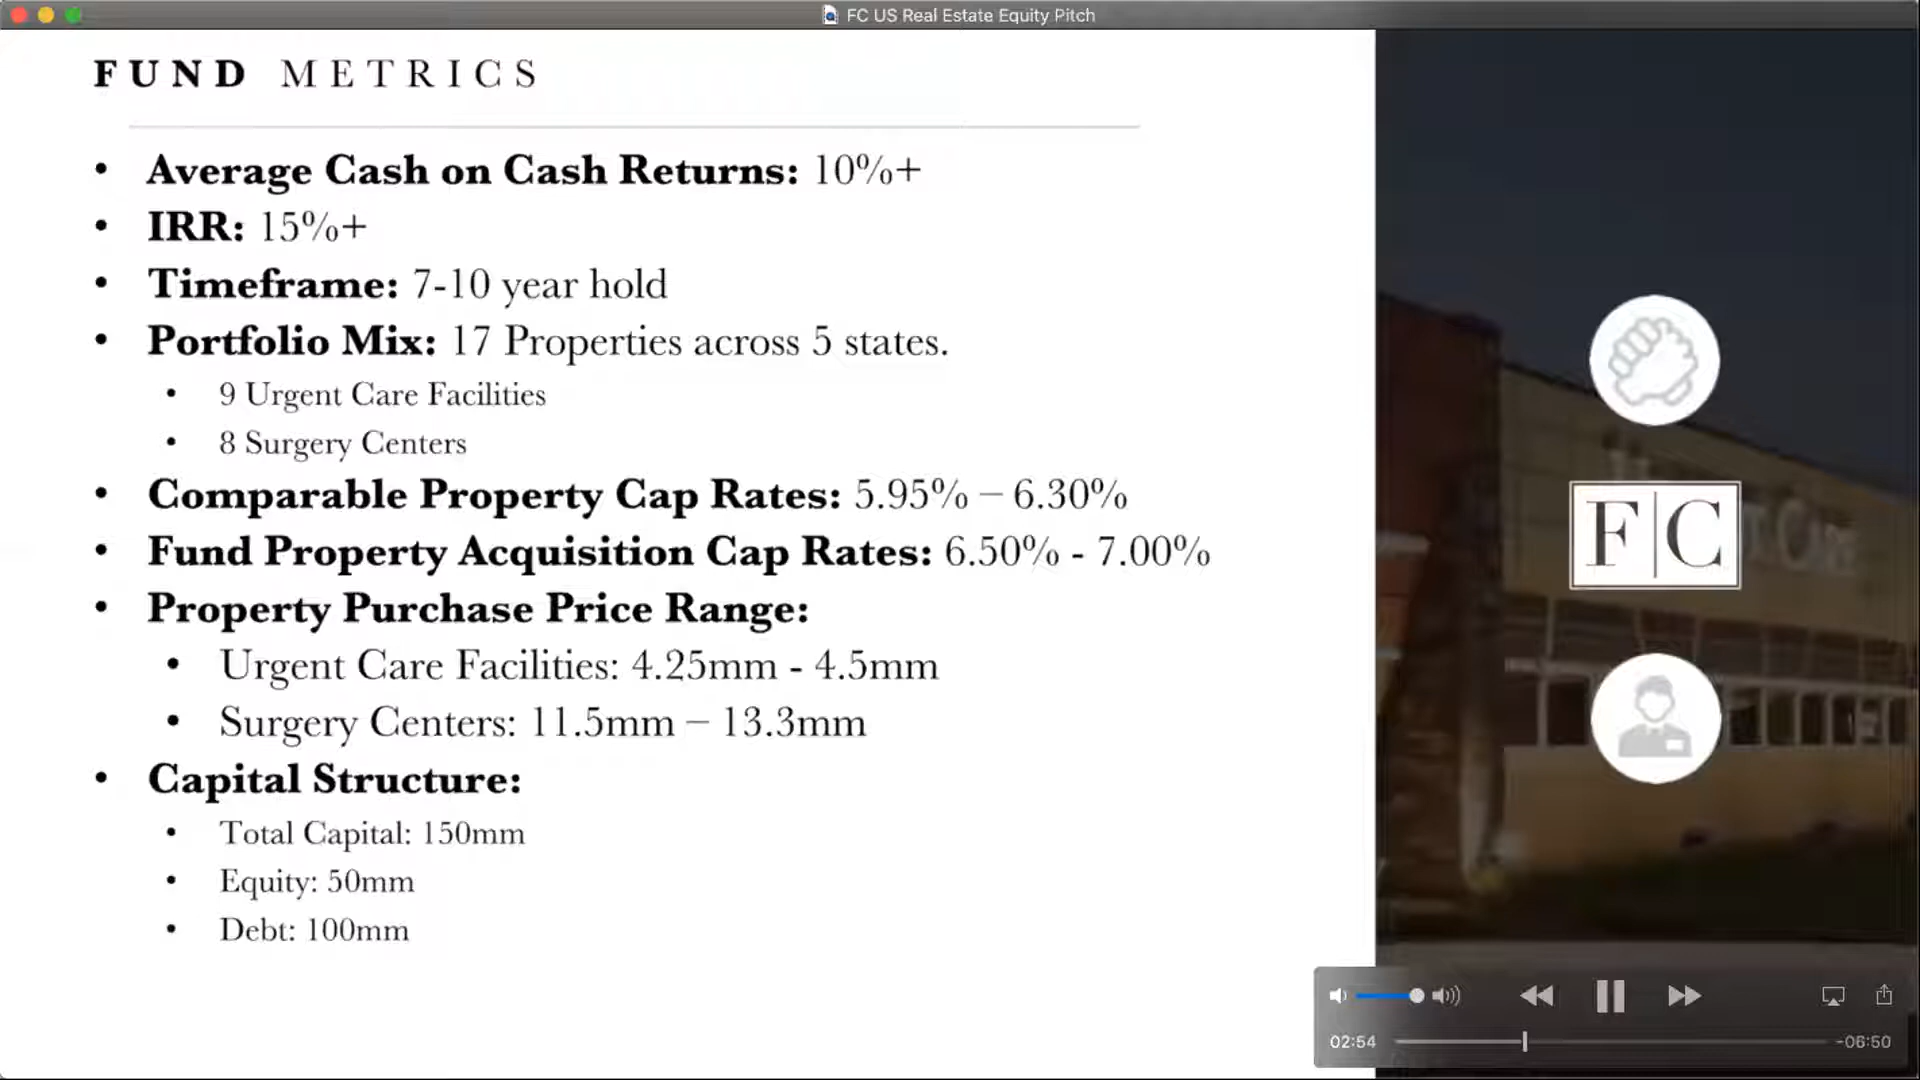 FC US Real Estate Equity Pitch
FUND METRICS
• Average Cash on Cash Returns: 10%+
• IRR: 15%+
• Timeframe: 7-10 year hold
• Portfolio Mix: 17 Properties across 5 states.
• 9 Urgent Care Facilities
• 8 Surgery Centers
• Comparable Property Cap Rates: 5.95% – 6.30%
• Fund Property Acquisition Cap Rates: 6.50% - 7.00%
• Property Purchase Price Range:
• Urgent Care Facilities: 4.25mm - 4.5mm
• Surgery Centers: 11.5mm – 13.3mm
• Capital Structure:
• Total Capital: 150mm
• Equity: 50mm
• Debt: 100mm
F|C
CARE
02:54
-06:50